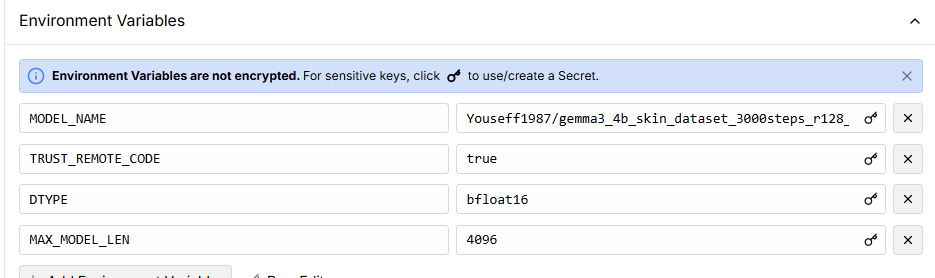 Environment Variables
Environment Variables are not encrypted. For sensitive keys, click to use/create a Secret.
MODEL_NAME Youseff1987/gemma3_4b_skin_dataset_3000steps_r128_
TRUST_REMOTE_CODE true
DTYPE bfloat16
MAX_MODEL_LEN 4096